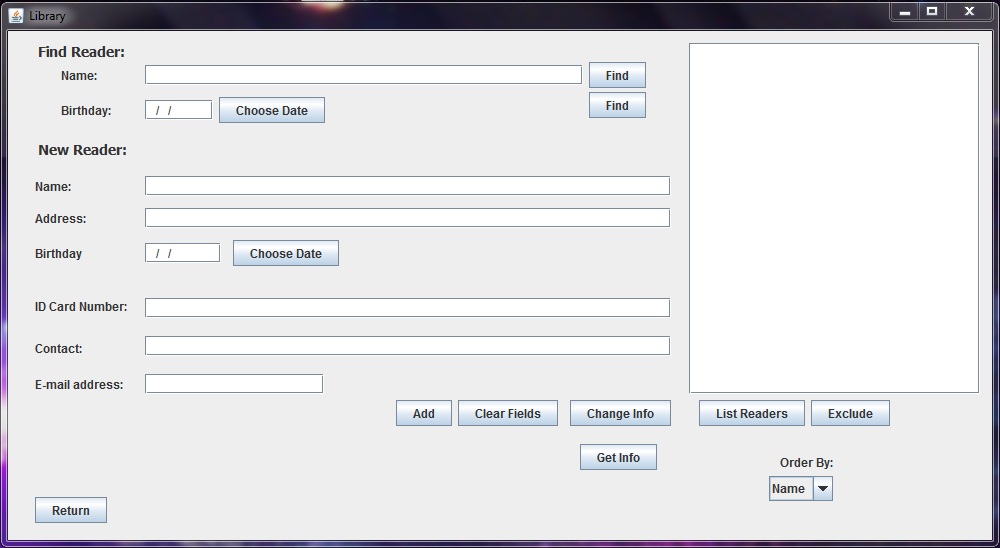 Library
Find Reader:
Name: Find
Birthday: / / Choose Date Find
New Reader:
Name:
Address:
Birthday / / Choose Date
ID Card Number:
Contact:
E-mail address:
Add Clear Fields Change Info List Readers Exclude
Get Info
Order By:
Name
Return